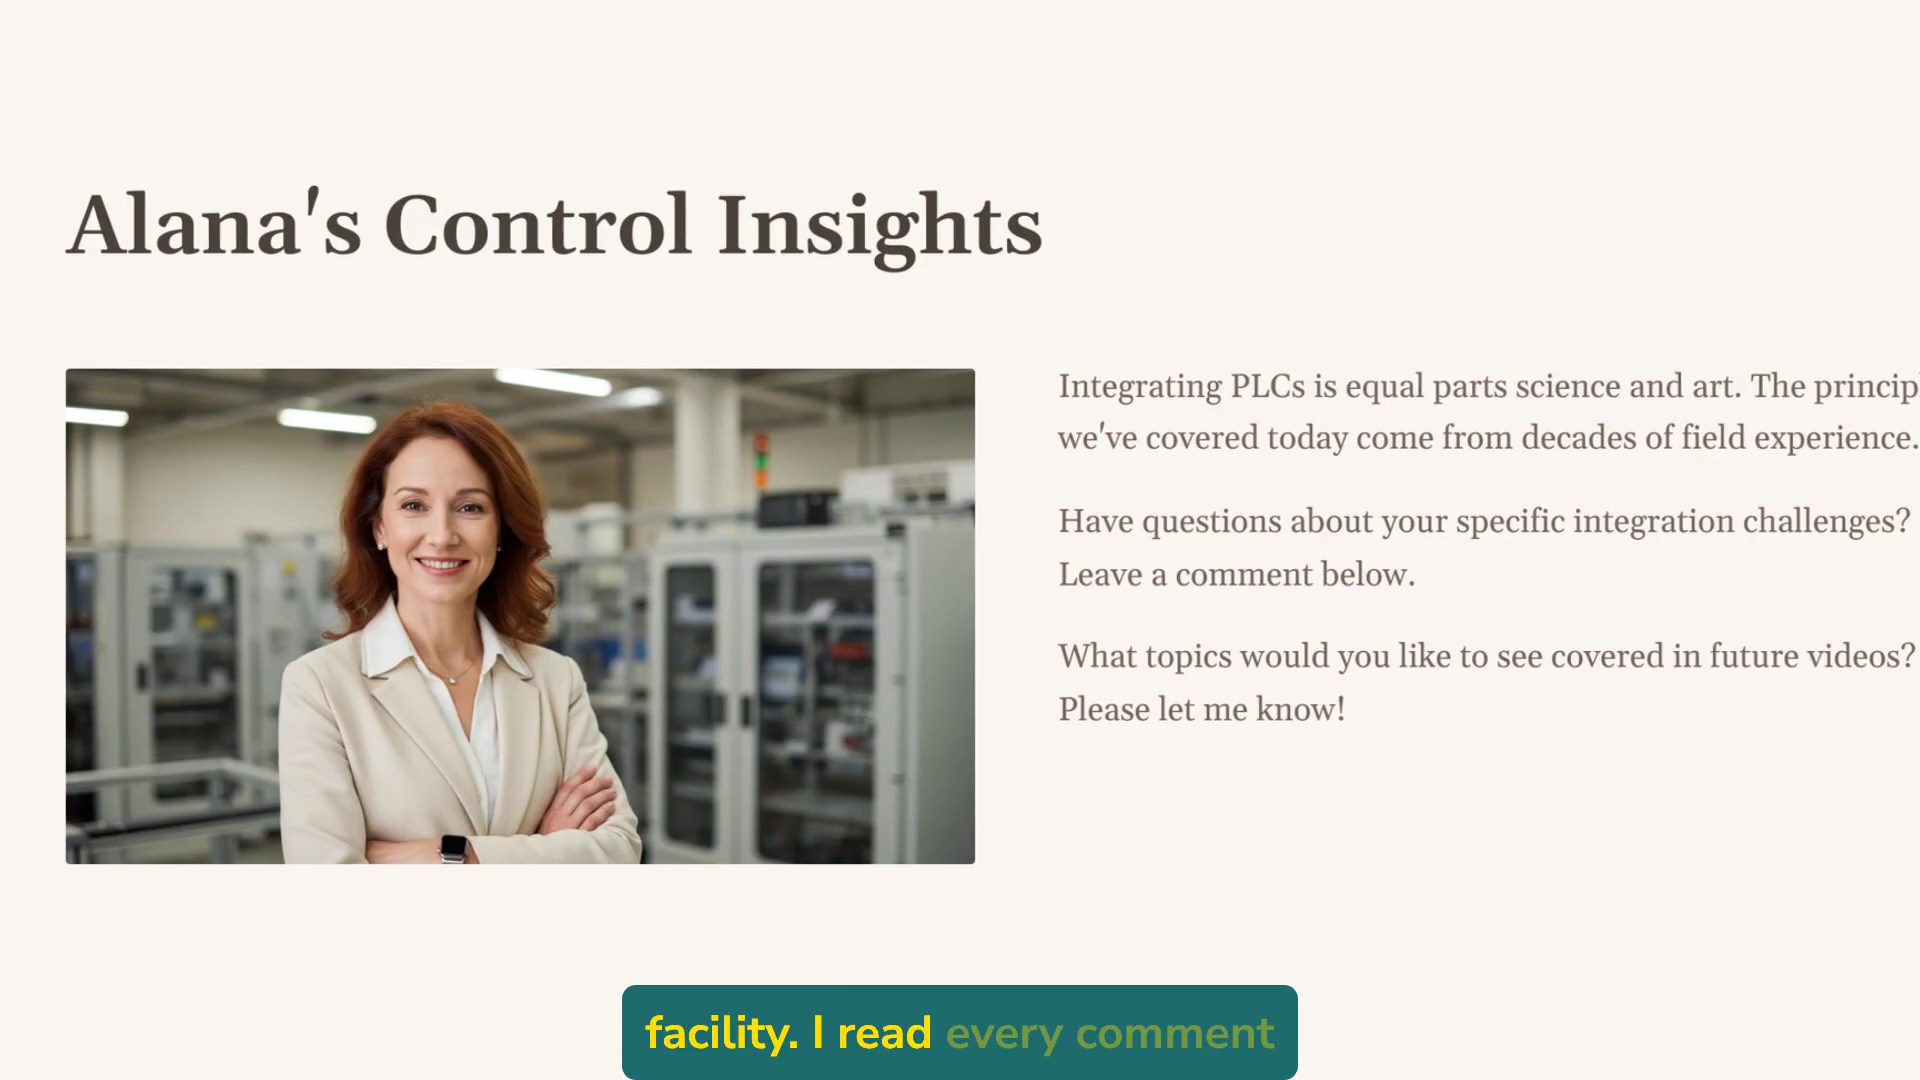 Alana's Control Insights
Integrating PLCs is equal parts science and art. The princip
we've covered today come from decades of field experience.
Have questions about your specific integration challenges?
Leave a comment below.
What topics would you like to see covered in future videos?
Please let me know!
facility. I read every comment